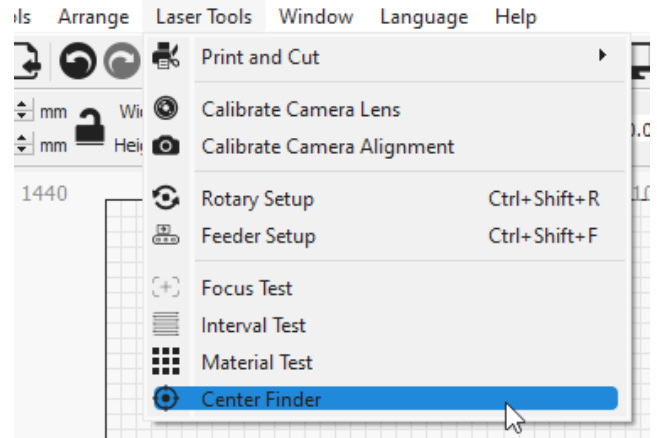 Arrange Laser Tools Window Language Help
Print and Cut
mm
Calibrate Camera Lens
mm
Calibrate Camera Alignment
1440
Rotary Setup Ctrl+Shift+R
Feeder Setup Ctrl+Shift+F
Focus Test
Interval Test
Material Test
Center Finder